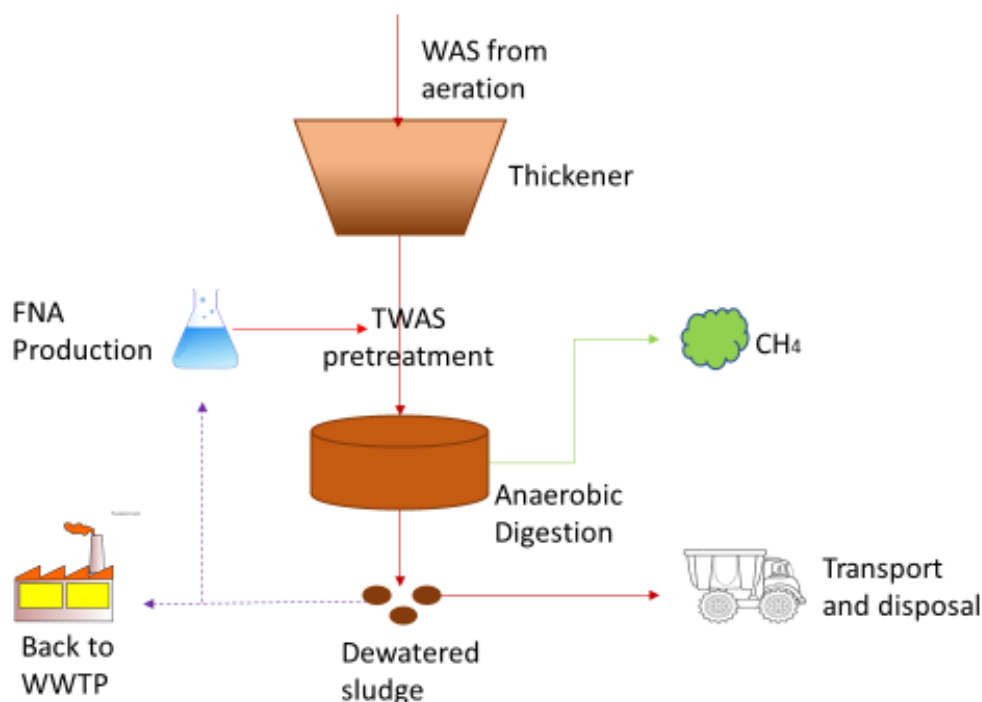 WAS from
aeration
Thickener
FNA
Production
TWAS
pretreatment
CH4
Anaerobic
Digestion
Transport
and disposal
Back to
WWTP
Dewatered
sludge